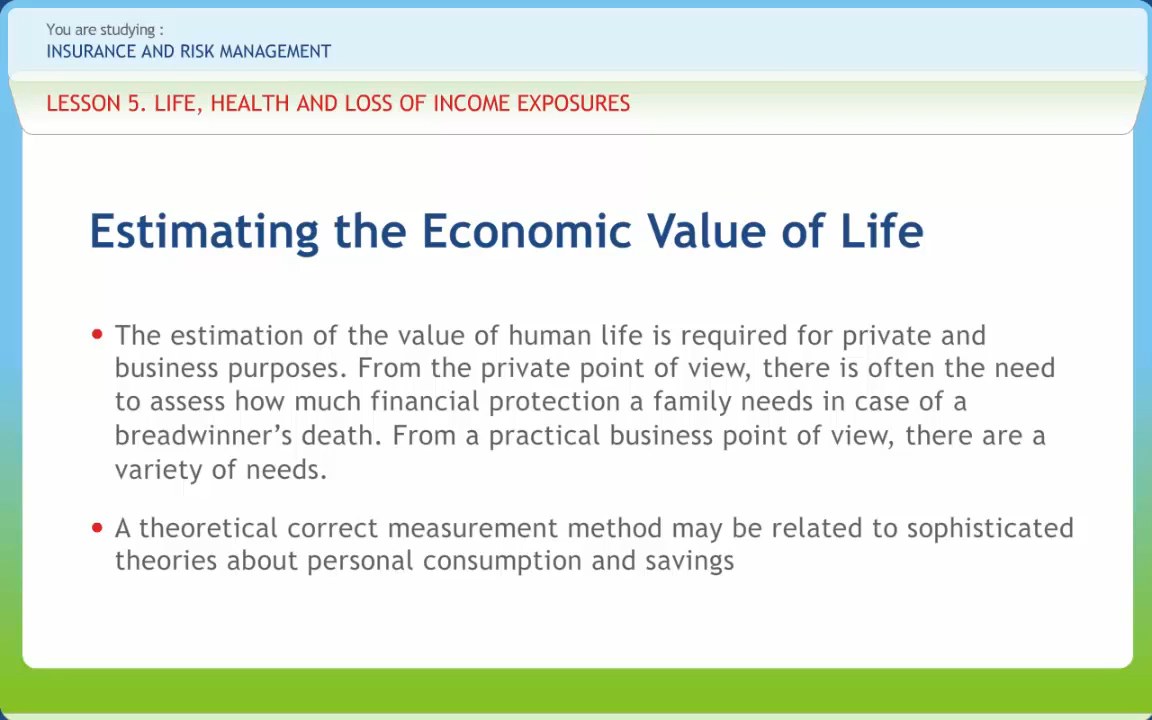 You are studying :
INSURANCE AND RISK MANAGEMENT
LESSON 5. LIFE, HEALTH AND LOSS OF INCOME EXPOSURES
Estimating the Economic Value of Life
• The estimation of the value of human life is required for private and
business purposes. From the private point of view, there is often the need
to assess how much financial protection a family needs in case of a
breadwinner’s death. From a practical business point of view, there are a
variety of needs.
• A theoretical correct measurement method may be related to sophisticated
theories about personal consumption and savings